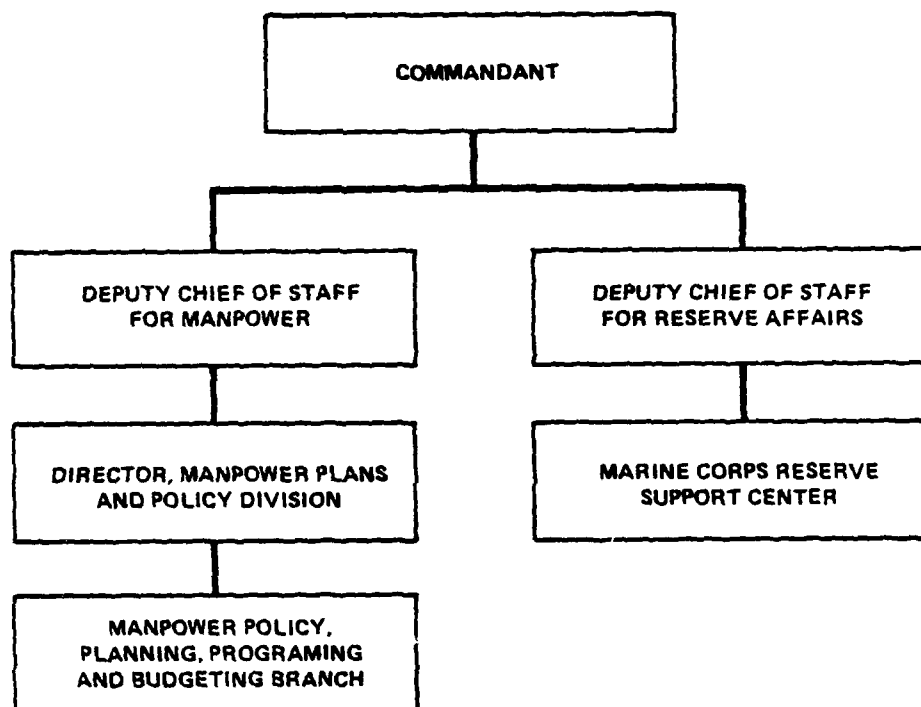 COMMANDANT
DEPUTY CHIEF OF STAFF
FOR MANPOWER
DEPUTY CHIEF OF STAFF
FOR RESERVE AFFAIRS
DIRECTOR, MANPOWER PLANS
AND POLICY DIVISION
MARINE CORPS RESERVE
SUPPORT CENTER
MANPOWER POLICY,
PLANNING, PROGRAMING
AND BUDGETING BRANCH